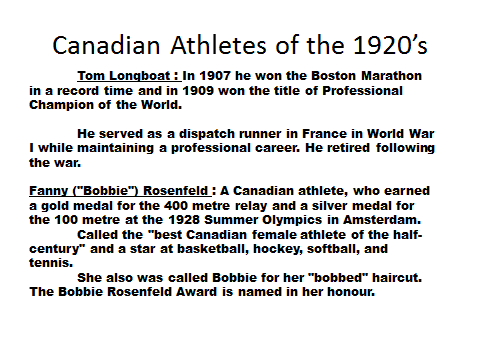 Canadian Athletes of the 1920’s
Tom Longboat : In 1907 he won the Boston Marathon
in a record time and in 1909 won the title of Professional
Champion of the World.
He served as a dispatch runner in France in World War
I while maintaining a professional career. He retired following
the war.
Fanny ("Bobbie") Rosenfeld : A Canadian athlete, who earned
a gold medal for the 400 metre relay and a silver medal for
the 100 metre at the 1928 Summer Olympics in Amsterdam.
Called the "best Canadian female athlete of the half-
century" and a star at basketball, hockey, softball, and
tennis.
She also was called Bobbie for her "bobbed" haircut.
The Bobbie Rosenfeld Award is named in her honour.